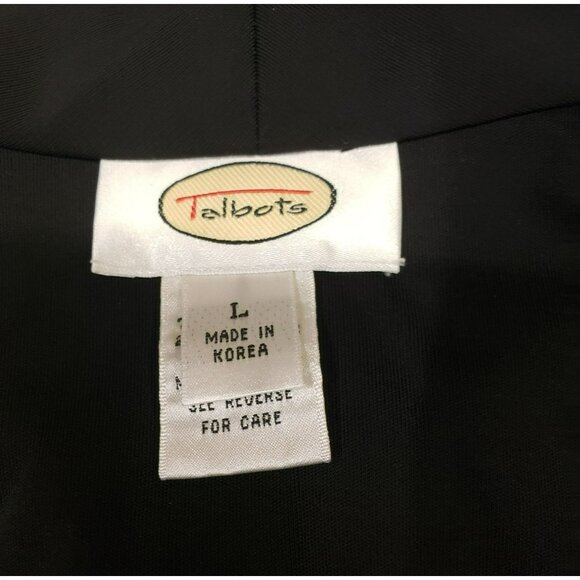 Talbots
L
MADE IN
KOREA
SEE REVERSE
FOR CARE